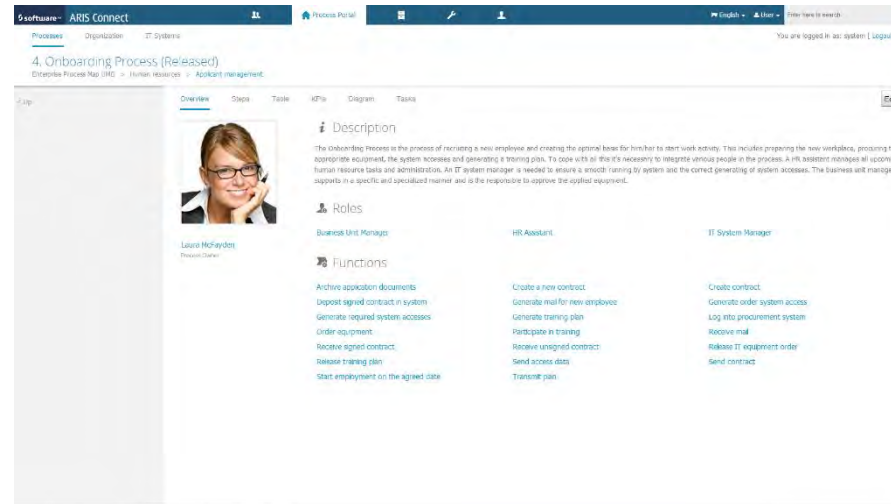 software AG ARIS Connect
Process Portal
English
User
Enter here to search
Processes
Organization
IT Systems
You are logged in as: system | Logout
4. Onboarding Process (Released)
Enterprise Process Map UMG > Human resources > Applicant management
Up
Overview
Steps
Table
KPIs
Diagram
Tasks
Description
The Onboarding Process is the process of recruiting a new employee and creating the optimal basis for him/her to start work activity. This includes preparing the new workplace, procuring t
appropriate equipment, the system accesses and generating a training plan. To cope with all this it's necessary to integrate various people in the process. A HR assistant manages all upcom
human resource tasks and administration. An IT system manager is needed to ensure a smooth running by system and the correct generating of system accesses. The business unit manage
supports in a specific and specialized manner and is the responsible to approve the applied equipment.
Roles
Business Unit Manager
HR Assistant
IT System Manager
Laura McFayden
Process Owner
Functions
Archive application documents
Create a new contract
Create contract
Deposit signed contract in system
Generate mail for new employee
Generate order system access
Generate required system accesses
Generate training plan
Log into procurement system
Order equipment
Participate in training
Receive mail
Receive signed contract
Receive unsigned contract
Release IT equipment order
Release training plan
Send access data
Send contract
Start employment on the agreed date
Transmit plan